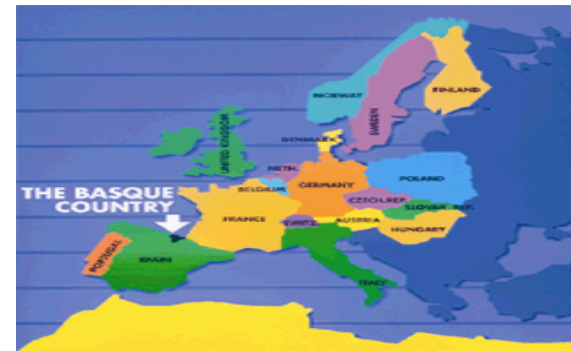 NORWAY
SWEDEN
FINLAND
UNITED KINGDOM
DENMARK
NETH.
BELGIUM
GERMANY
POLAND
THE BASQUE
COUNTRY
CZECH.REP.
SLOVAK.REP.
FRANCE
SWITZ.
AUSTRIA
HUNGARY
PORTUGAL
SPAIN
ITALY